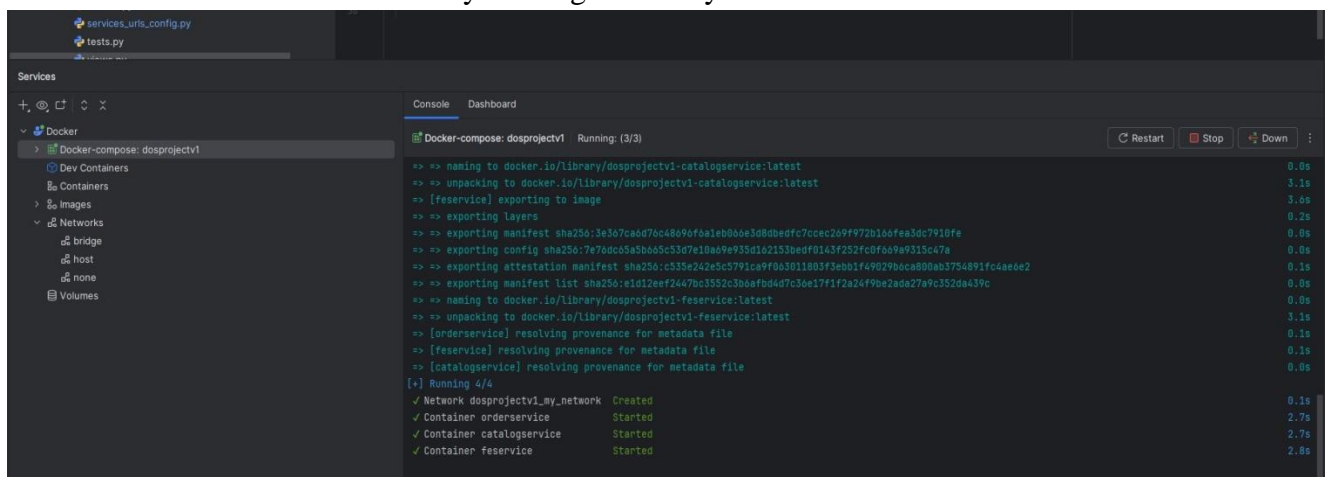 services_urls_config.py
tests.py
views.py
Services
Docker
Docker-compose: dosprojectv1
Dev Containers
Containers
Images
Networks
bridge
host
none
Volumes
Console Dashboard
Docker-compose: dosprojectv1 Running: (3/3) Restart Stop Down
=> => naming to docker.io/library/dosprojectv1-catalogservice:latest 0.0s
=> => unpacking to docker.io/library/dosprojectv1-catalogservice:latest 3.1s
=> [feservice] exporting to image 3.6s
=> => exporting layers 0.2s
=> => exporting manifest sha256:3e367ca6d76c48696f6a1eb066e3d8dbedfc7ccec269f972b166fea3dc7910fe 0.0s
=> => exporting config sha256:7e76dc65a5b665c53d7e10a69e935d162153bedf0143f252fc0f669a9315c47a 0.0s
=> => exporting attestation manifest sha256:c535e242e5c5791ca9f063011803f3ebb1f49029b6ca800ab3754891fc4ae6e2 0.1s
=> => exporting manifest list sha256:e1d12eef2447bc3552c3b6afbd4d7c36e17f1f2a24f9be2ada27a9c352da439c 0.0s
=> => naming to docker.io/library/dosprojectv1-feservice:latest 0.0s
=> => unpacking to docker.io/library/dosprojectv1-feservice:latest 3.1s
=> [orderservice] resolving provenance for metadata file 0.1s
=> [feservice] resolving provenance for metadata file 0.1s
=> [catalogservice] resolving provenance for metadata file 0.0s
[+] Running 4/4
✓ Network dosprojectv1_my_network Created 0.1s
✓ Container orderservice Started 2.7s
✓ Container catalogservice Started 2.7s
✓ Container feservice Started 2.8s